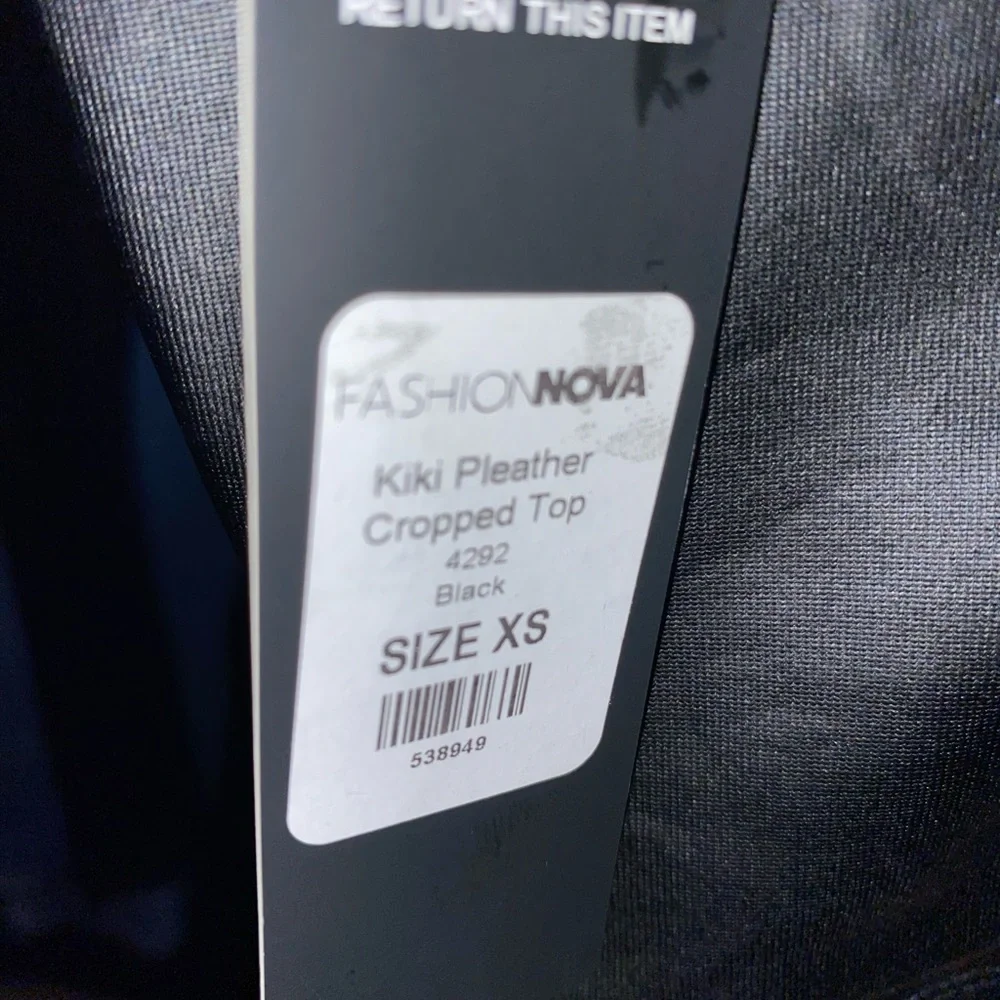 RETURN THIS ITEM
FASHIONNOVA
Kiki Pleather
Cropped Top
4292
Black
SIZE XS
538949